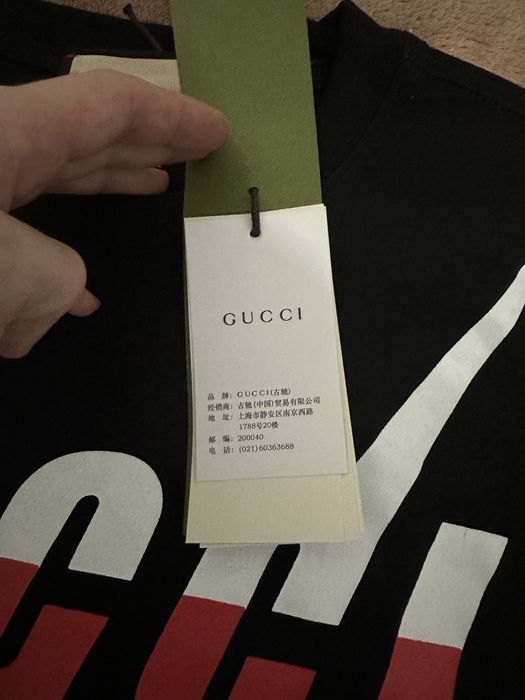 GUCCI
品 牌: GUCCI(古驰)
经销商: 古驰(中国)贸易有限公司
地 址: 上海市静安区南京西路
1788号20楼
邮 编: 200040
电 话: (021)60363688
GUCCI